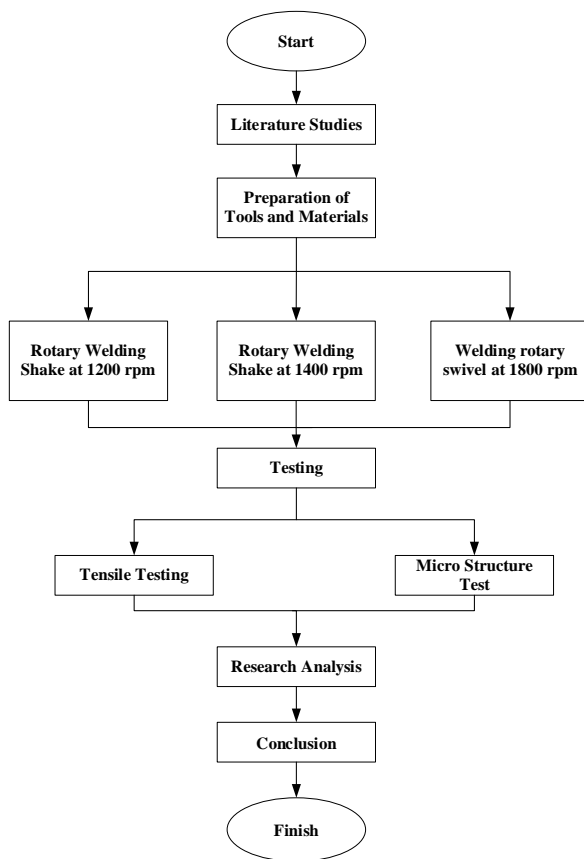 Start
Literature Studies
Preparation of
Tools and Materials
Rotary Welding
Shake at 1200 rpm
Rotary Welding
Shake at 1400 rpm
Welding rotary
swivel at 1800 rpm
Testing
Tensile Testing
Micro Structure
Test
Research Analysis
Conclusion
Finish